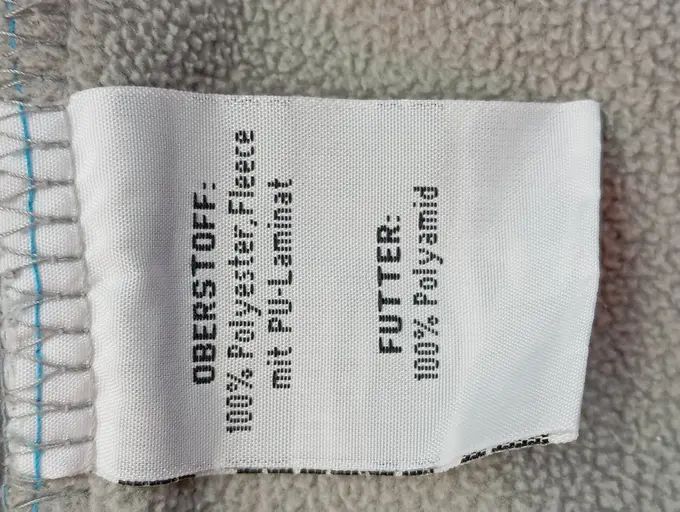 OBERSTOFF:
100% Polyester,Fleece
mit PU-Laminat
FUTTER:
100% Polyamid